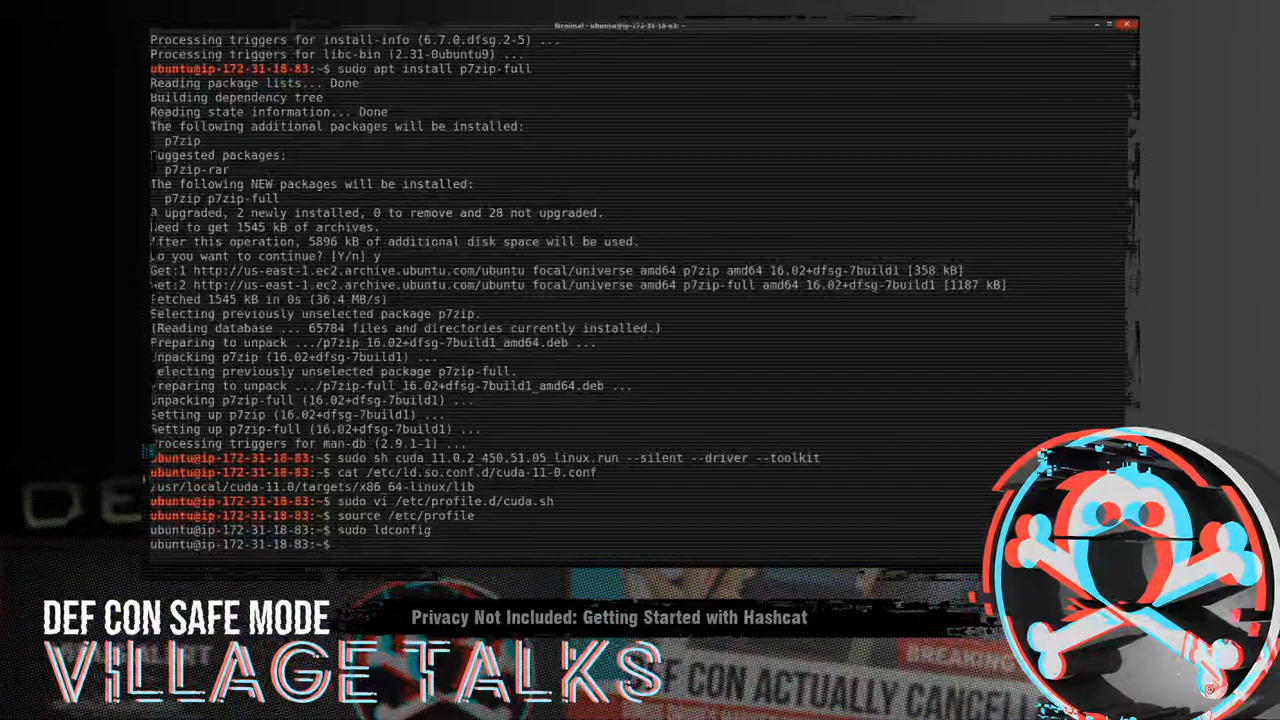 Terminal - ubuntu@ip-172-31-18-83: ~
Processing triggers for install-info (6.7.0.dfsg.2-5) ...
Processing triggers for libc-bin (2.31-0ubuntu9) ...
ubuntu@ip-172-31-18-83:~$ sudo apt install p7zip-full
Reading package lists... Done
Building dependency tree
Reading state information... Done
The following additional packages will be installed:
p7zip
Suggested packages:
p7zip-rar
The following NEW packages will be installed:
p7zip p7zip-full
0 upgraded, 2 newly installed, 0 to remove and 28 not upgraded.
Need to get 1545 kB of archives.
After this operation, 5896 kB of additional disk space will be used.
Do you want to continue? [Y/n] y
Get:1 http://us-east-1.ec2.archive.ubuntu.com/ubuntu focal/universe amd64 p7zip amd64 16.02+dfsg-7build1 [358 kB]
Get:2 http://us-east-1.ec2.archive.ubuntu.com/ubuntu focal/universe amd64 p7zip-full amd64 16.02+dfsg-7build1 [1187 kB]
Fetched 1545 kB in 0s (36.4 MB/s)
Selecting previously unselected package p7zip.
(Reading database ... 65784 files and directories currently installed.)
Preparing to unpack .../p7zip_16.02+dfsg-7build1_amd64.deb ...
Unpacking p7zip (16.02+dfsg-7build1) ...
Selecting previously unselected package p7zip-full.
Preparing to unpack .../p7zip-full_16.02+dfsg-7build1_amd64.deb ...
Unpacking p7zip-full (16.02+dfsg-7build1) ...
Setting up p7zip (16.02+dfsg-7build1) ...
Setting up p7zip-full (16.02+dfsg-7build1) ...
Processing triggers for man-db (2.9.1-1) ...
ubuntu@ip-172-31-18-83:~$ sudo sh cuda_11.0.2_450.51.05_linux.run --silent --driver --toolkit
ubuntu@ip-172-31-18-83:~$ cat /etc/ld.so.conf.d/cuda-11-0.conf
/usr/local/cuda-11.0/targets/x86_64-linux/lib
ubuntu@ip-172-31-18-83:~$ sudo vi /etc/profile.d/cuda.sh
ubuntu@ip-172-31-18-83:~$ source /etc/profile
ubuntu@ip-172-31-18-83:~$ sudo ldconfig
ubuntu@ip-172-31-18-83:~$
DEF CON SAFE MODE
Privacy Not Included: Getting Started with Hashcat
VILLAGE TALKS
DEF CON ACTUALLY